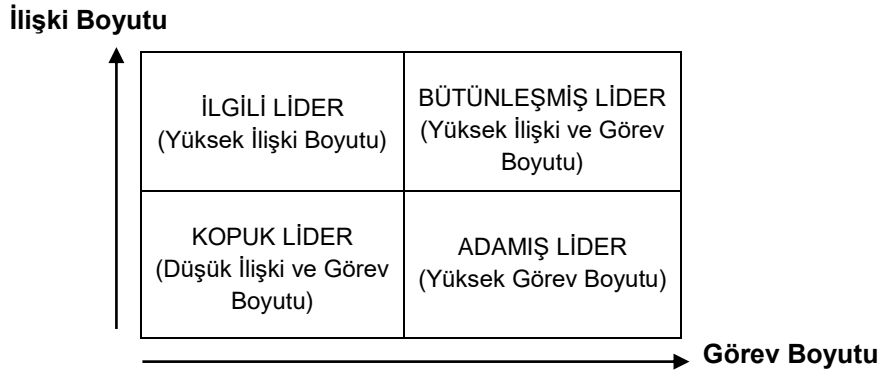 İlişki Boyutu
İLGİLİ LİDER
(Yüksek İlişki Boyutu)
BÜTÜNLEŞMİŞ LİDER
(Yüksek İlişki ve Görev
Boyutu)
KOPUK LİDER
(Düşük İlişki ve Görev
Boyutu)
ADAMIŞ LİDER
(Yüksek Görev Boyutu)
Görev Boyutu